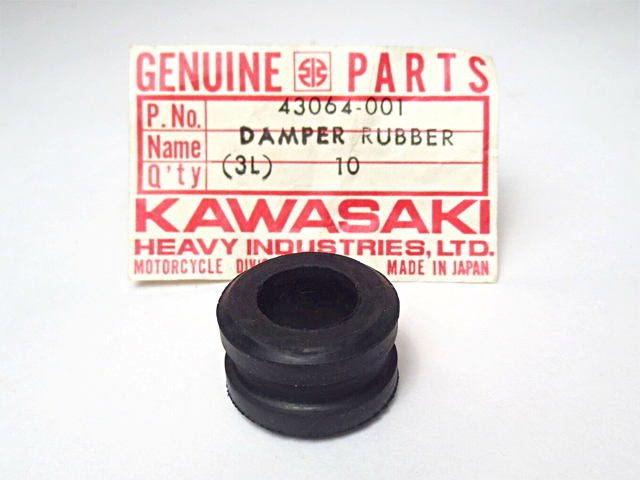 GENUINE PARTS
P.No. 43064-001
Name DAMPER RUBBER
Q'ty (3L) 10
KAWASAKI
HEAVY INDUSTRIES, LTD.
MOTORCYCLE MADE IN JAPAN